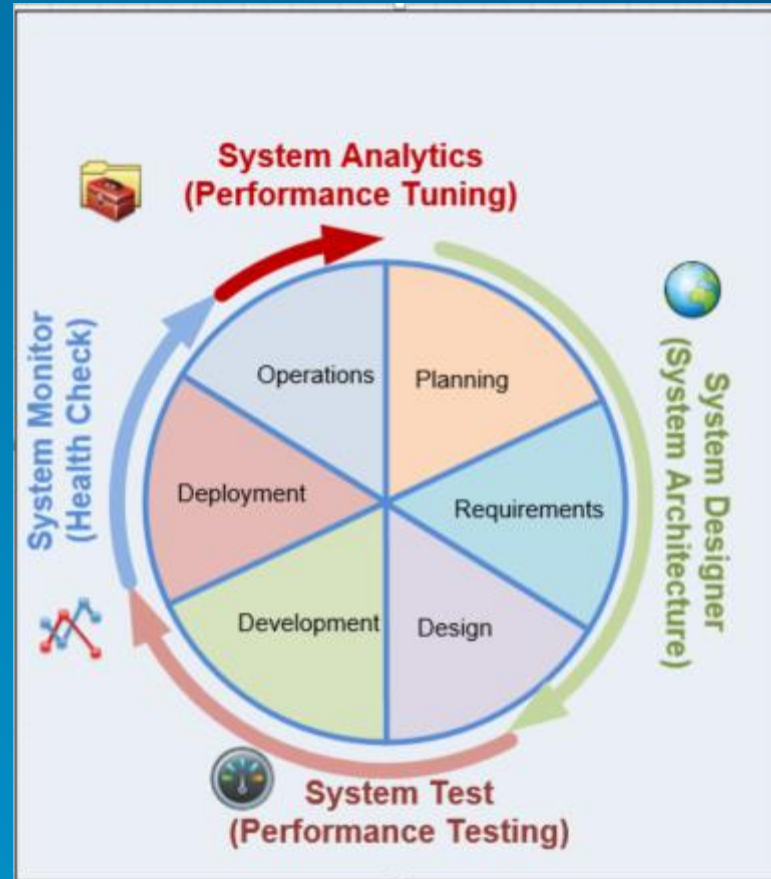 System Analytics
(Performance Tuning)
System Monitor
(Health Check)
Operations
Planning
System Designer
(System Architecture)
Deployment
Requirements
Development
Design
System Test
(Performance Testing)